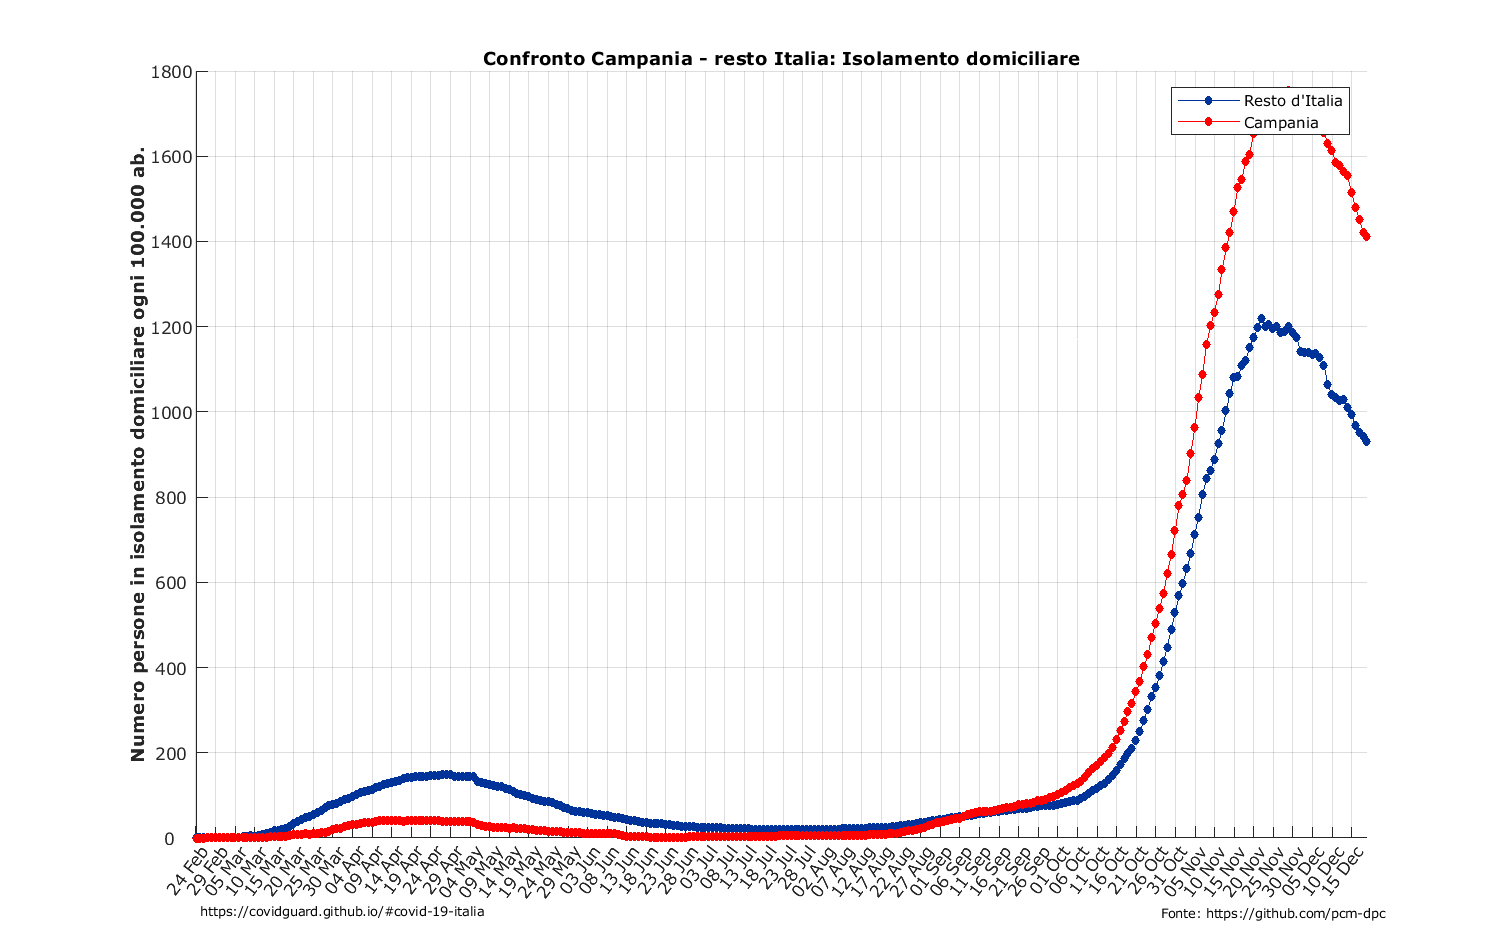 Confronto Campania - resto Italia: Isolamento domiciliare
Numero persone in isolamento domiciliare ogni 100.000 ab.
1800
1600
1400
1200
1000
800
600
400
200
0
Resto d'Italia
Campania
24 Feb
29 Feb
05 Mar
10 Mar
15 Mar
20 Mar
25 Mar
30 Mar
04 Apr
09 Apr
14 Apr
19 Apr
24 Apr
29 Apr
04 May
09 May
14 May
19 May
24 May
29 May
03 Jun
08 Jun
13 Jun
18 Jun
23 Jun
28 Jun
03 Jul
08 Jul
13 Jul
18 Jul
23 Jul
28 Jul
02 Aug
07 Aug
12 Aug
17 Aug
22 Aug
27 Aug
01 Sep
06 Sep
11 Sep
16 Sep
21 Sep
26 Sep
01 Oct
06 Oct
11 Oct
16 Oct
21 Oct
26 Oct
31 Oct
05 Nov
10 Nov
15 Nov
20 Nov
25 Nov
30 Nov
05 Dec
10 Dec
15 Dec
https://covidguard.github.io/#covid-19-italia
Fonte: https://github.com/pcm-dpc